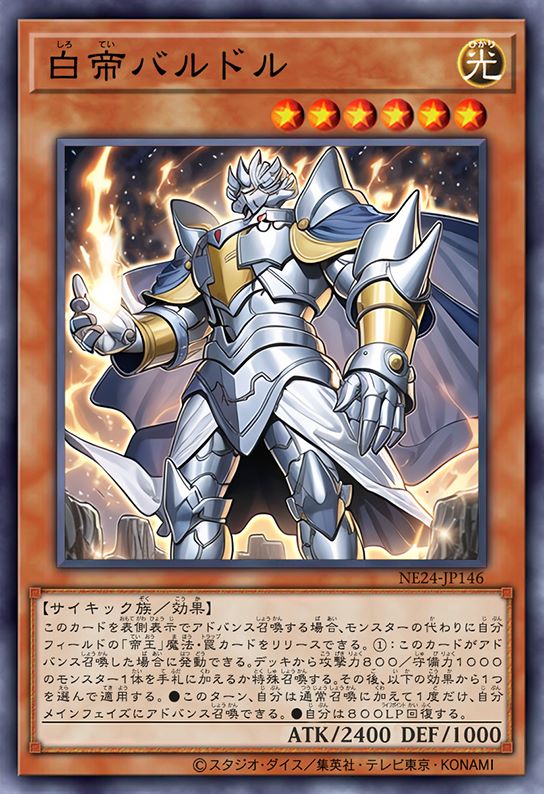 白帝バルドル
光
NE24-JP146
【サイキック族／効果】
このカードを表側表示でアドバンス召喚する場合、モンスターの代わりに自分
フィールドの「帝王」魔法・罠カードをリリースできる。①：このカードがアド
バンス召喚した場合に発動できる。デッキから攻撃力８００／守備力１０００
のモンスター１体を手札に加えるか特殊召喚する。その後、以下の効果から１つ
を選んで適用する。●このターン、自分は通常召喚に加えて１度だけ、自分
メインフェイズにアドバンス召喚できる。●自分は８００LP回復する。
ATK/2400 DEF/1000
©スタジオ・ダイス／集英社・テレビ東京・KONAMI